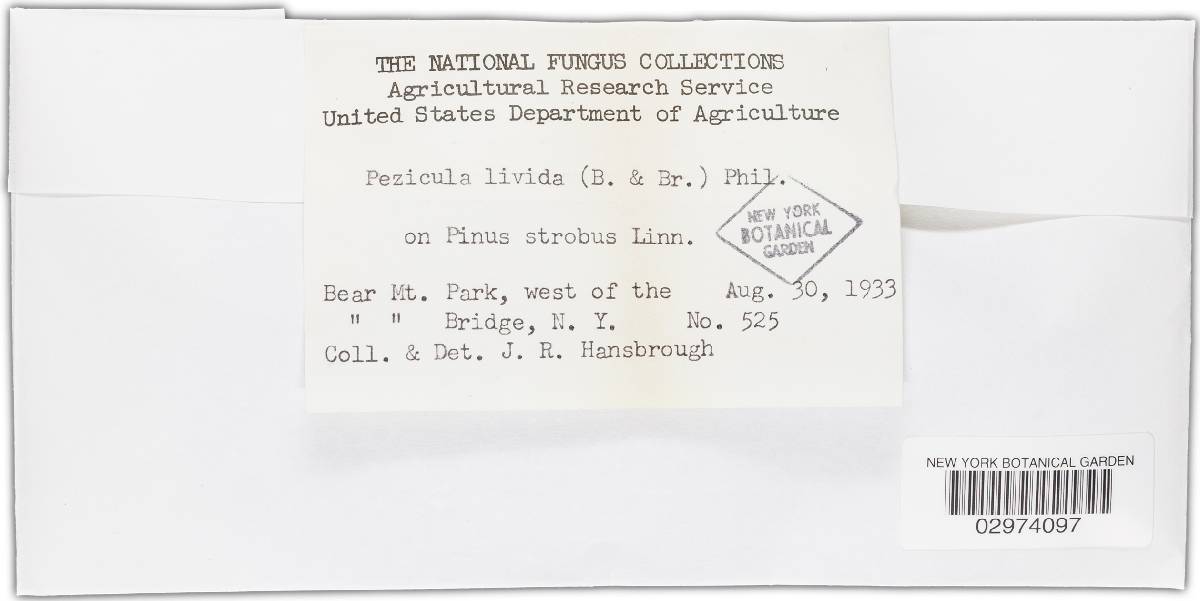 THE NATIONAL FUNGUS COLLECTIONS
Agricultural Research Service
United States Department of Agriculture
Pezicula livida (B. & Br.) Phil.
NEW YORK
BOTANICAL
GARDEN
on Pinus strobus Linn.
Bear Mt. Park, west of the Aug. 30, 1933
" " Bridge, N. Y. No. 525
Coll. & Det. J. R. Hansbrough
NEW YORK BOTANICAL GARDEN
02974097